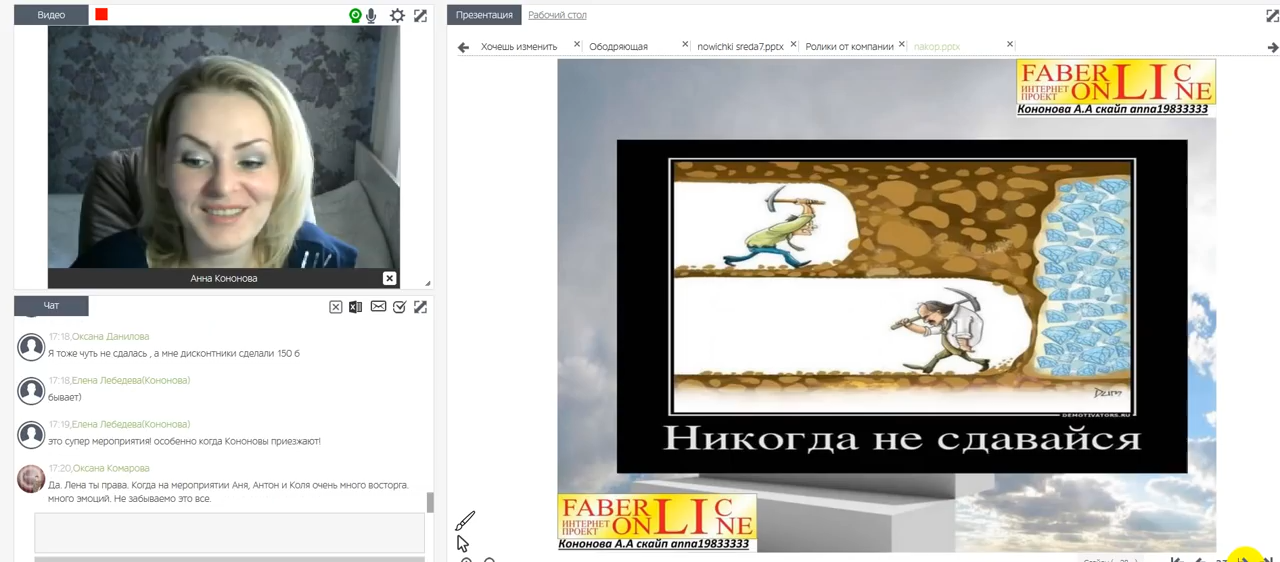 Видео
Анна Кононова
Чат
17:18,Оксана Данилова
Я тоже чуть не сдалась , а мне дисконтники сделали 150 б
17:18,Елена Лебедева(Кононова)
бывает)
17:19,Елена Лебедева(Кононова)
это супер мероприятия! особенно когда Кононовы приезжают!
17:20,Оксана Комарова
Да. Лена ты права. Когда на мероприятии Аня, Антон и Коля очень много восторга.
много эмоций. Не забываемо это все.
Презентация Рабочий стол
Хочешь изменить Ободряющая nowichki sreda7.pptx Ролики от компании nakop.pptx
FABERLIC
ИНТЕРНЕТ ПРОЕКТ
ONLINE
Кононова А.А скайп anna19833333
DEMOTIVATORS.RU
Никогда не сдавайся
FABERLIC
ИНТЕРНЕТ ПРОЕКТ
ONLINE
Кононова А.А скайп anna19833333